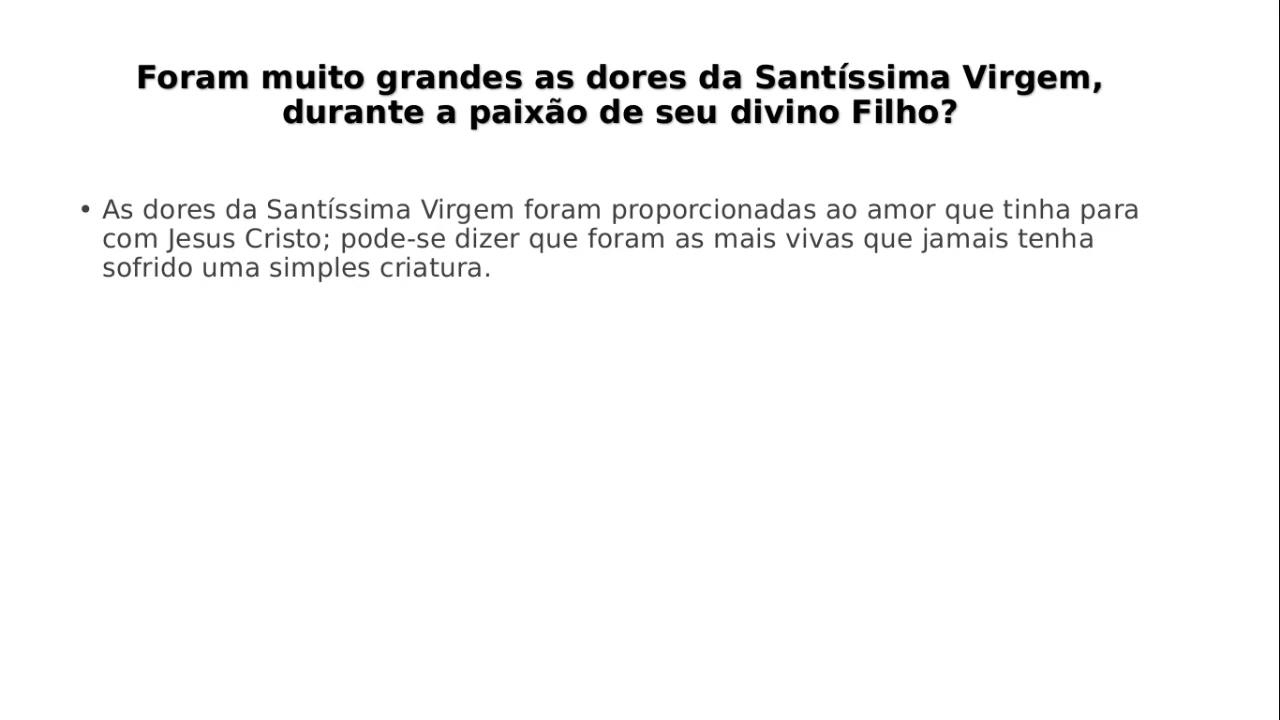 Foram muito grandes as dores da Santíssima Virgem,
durante a paixão de seu divino Filho?
• As dores da Santíssima Virgem foram proporcionadas ao amor que tinha para
com Jesus Cristo; pode-se dizer que foram as mais vivas que jamais tenha
sofrido uma simples criatura.